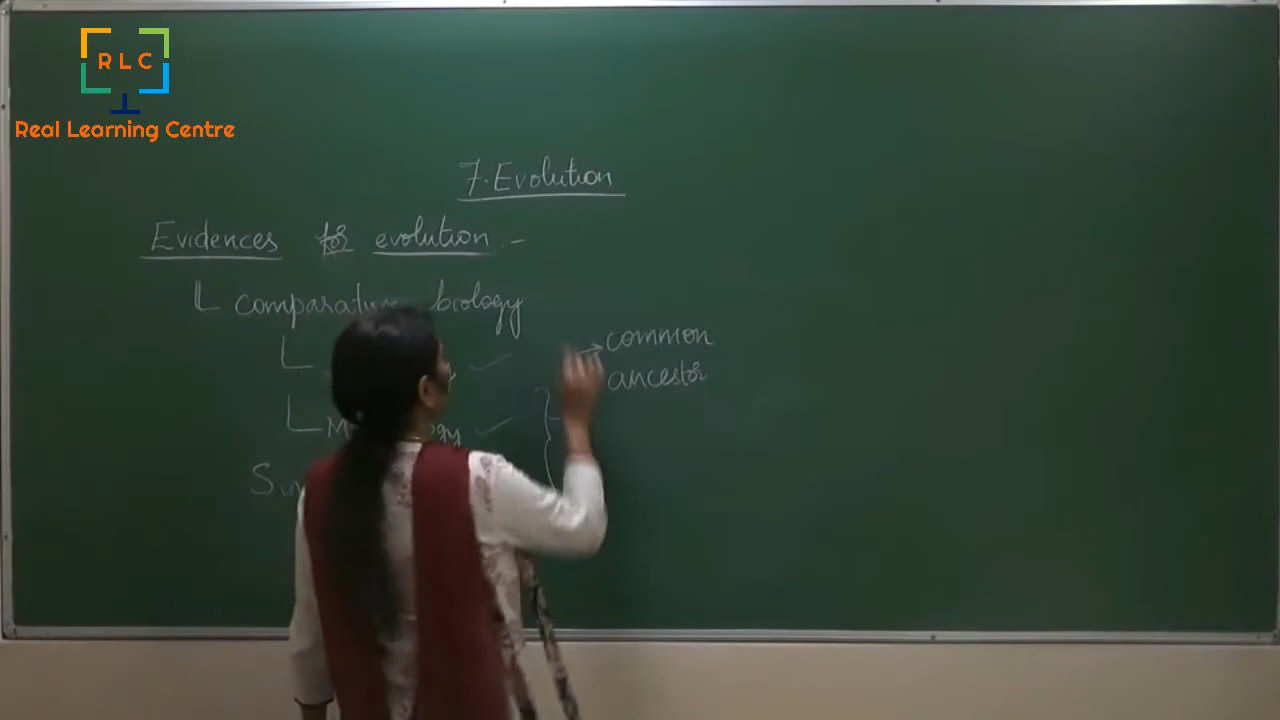 R L C
Real Learning Centre
7. Evolution
Evidences for evolution -
comparative biology
common
ancestor